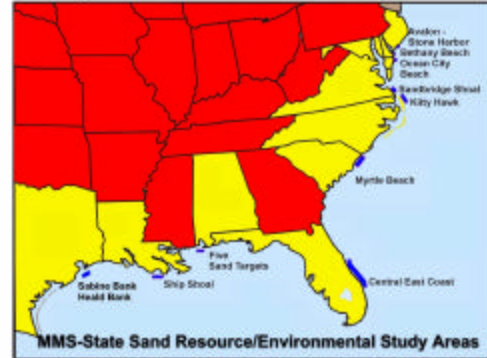 Avalon -
Stone Harbor
Bethany Beach
Ocean City
Beach
Sandbridge Shoal
Kitty Hawk
Myrtle Beach
Five
Sand Targets
Central East Coast
Sabine Bank
Heald Bank
Ship Shoal
MMS-State Sand Resource/Environmental Study Areas